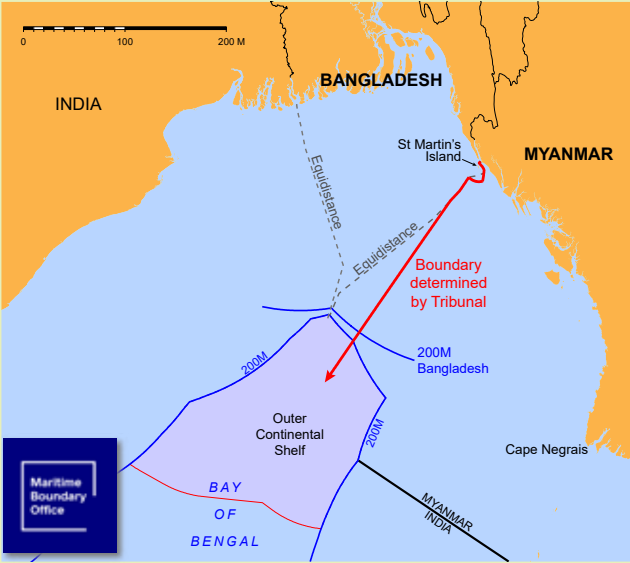 0 100 200 M
BANGLADESH
INDIA
St Martin's
Island
MYANMAR
Equidistance
Equidistance
Boundary
determined
by Tribunal
200M
Bangladesh
200M
Outer
Continental
Shelf
200M
Cape Negrais
Maritime
Boundary
Office
BAY
OF
BENGAL
MYANMAR
INDIA